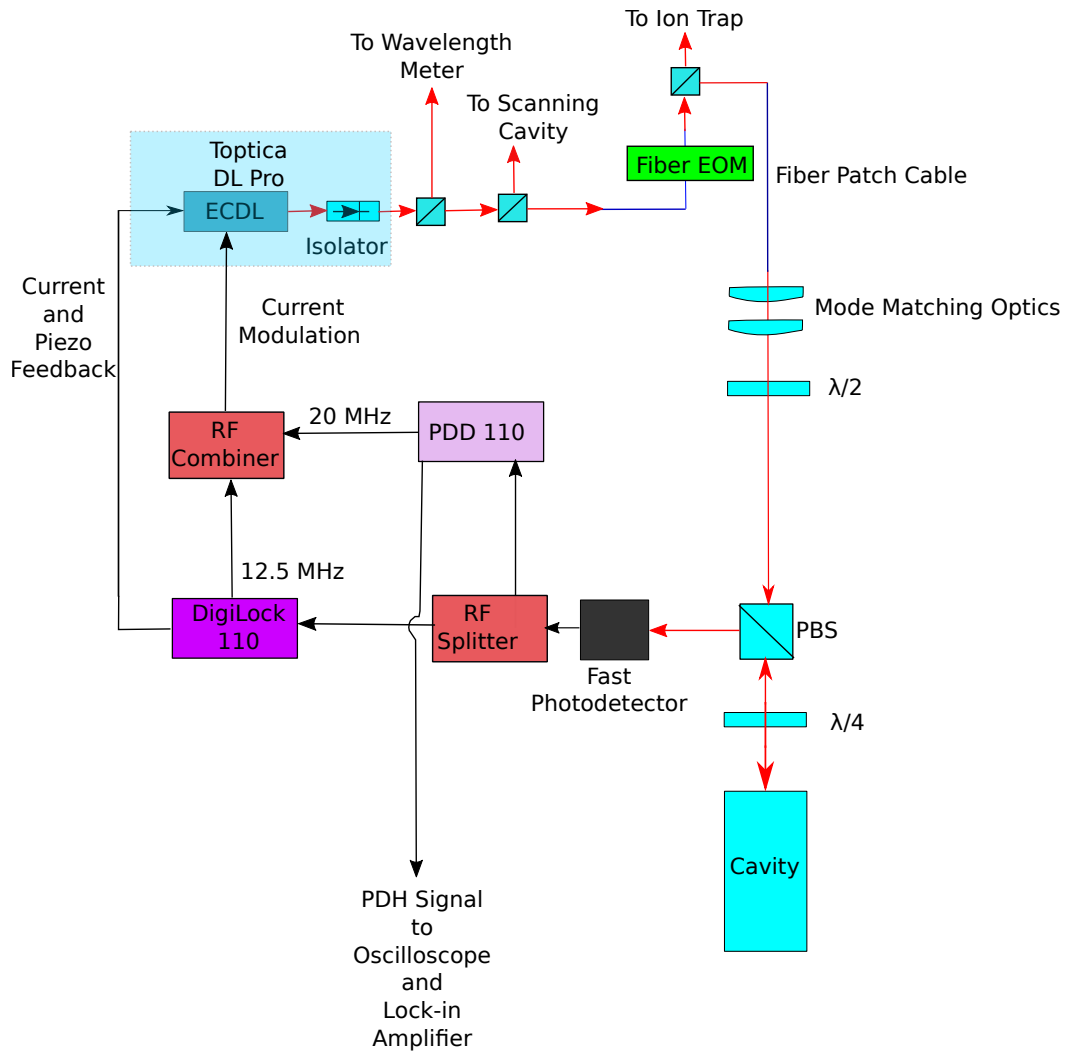 To Ion Trap
To Wavelength
Meter
To Scanning
Cavity
Toptica
DL Pro
ECDL
Isolator
Fiber EOM
Fiber Patch Cable
Current
and
Piezo
Feedback
Current
Modulation
Mode Matching Optics
λ/2
20 MHz
PDD 110
RF
Combiner
12.5 MHz
DigiLock
110
RF
Splitter
Fast
Photodetector
PBS
λ/4
Cavity
PDH Signal
to
Oscilloscope
and
Lock-in
Amplifier